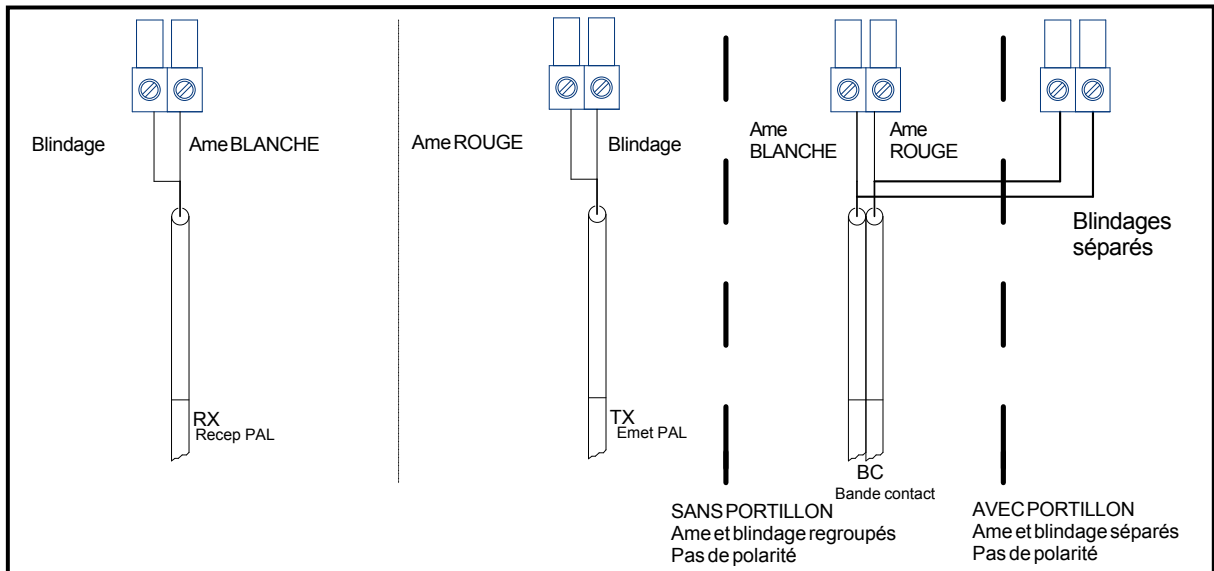 Blindage
Ame BLANCHE
Ame ROUGE
Blindage
Ame
BLANCHE
Ame
ROUGE
Blindages
séparés
RX
Recep PAL
TX
Emet PAL
BC
Bande contact
SANS PORTILLON
Ame et blindage regroupés
Pas de polarité
AVEC PORTILLON
Ame et blindage séparés
Pas de polarité